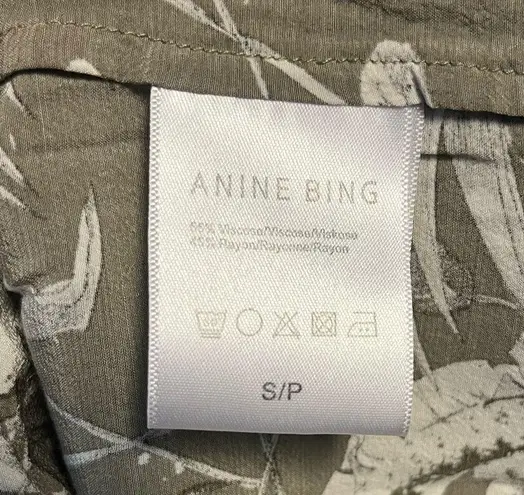 ANINE BING
55% Viscose/Viscose/Viskose
45% Rayon/Rayonne/Rayon
S/P